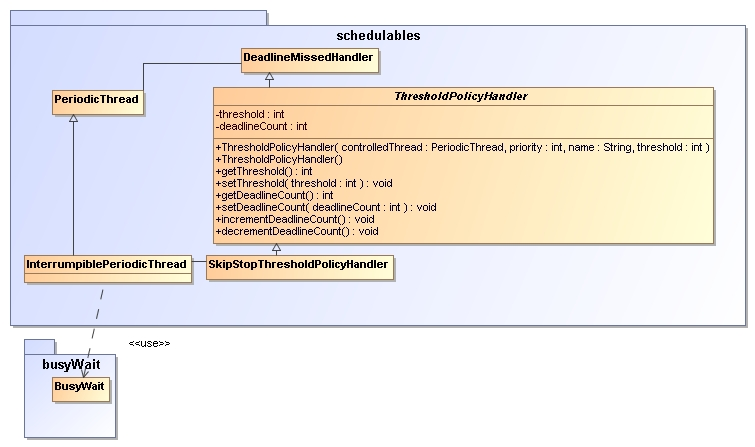 schedulables
DeadlineMissedHandler
PeriodicThread
ThresholdPolicyHandler
-threshold : int
-deadlineCount : int
+ThresholdPolicyHandler( controlledThread : PeriodicThread, priority : int, name : String, threshold : int )
+ThresholdPolicyHandler()
+getThreshold() : int
+setThreshold( threshold : int ) : void
+getDeadlineCount() : int
+setDeadlineCount( deadlineCount : int ) : void
+incrementDeadlineCount() : void
+decrementDeadlineCount() : void
InterrumpiblePeriodicThread
SkipStopThresholdPolicyHandler
<<use>>
busyWait
BusyWait